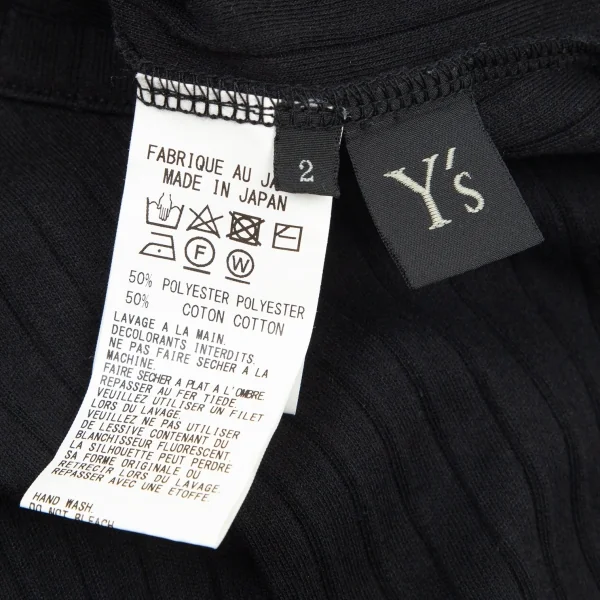 2
Y's
FABRIQUE AU
MADE IN JAPAN
F
W
50% POLYESTER POLYESTER
50% COTON COTTON
LAVAGE A LA MAIN.
DECOLORANTS INTERDITS.
NE PAS FAIRE SECHER A LA
MACHINE.
FAIRE SECHER A PLAT A L'OMBRE.
REPASSER AU FER TIEDE.
VEUILLEZ UTILISER UN FILET
LORS DU LAVAGE.
VEUILLEZ NE PAS UTILISER
DE LESSIVE CONTENANT DU
BLANCHISSEUR FLUORESCENT.
LA SILHOUETTE PEUT PERDRE
SA FORME ORIGINALE OU
RETRECIR LORS DU LAVAGE.
REPASSER AVEC UNE ETOFFE.
HAND WASH
DO NOT BLEACH